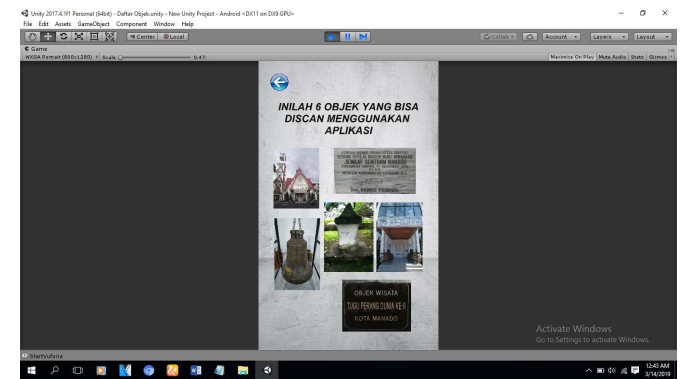 Unity 2017.4.1f1 Personal (64bit) - Daftar Objek.unity - New Unity Project - Android <DX11 on DX9 GPU>
File Edit Assets GameObject Component Window Help
Center Local Collab Account Layers Layout
Game
WXGA Portrait (800x1280) Scale 0.47 Maximize On Play Mute Audio Stats Gizmos
INILAH 6 OBJEK YANG BISA
DISCAN MENGGUNAKAN
APLIKASI
JEMAAT SENTRUM MANADO
OBJEK WISATA
TUGU PERANG DUNIA KE-II
KOTA MANADO
Activate Windows
Go to Settings to activate Windows.
StartVuforia
12:43 AM
3/14/2019